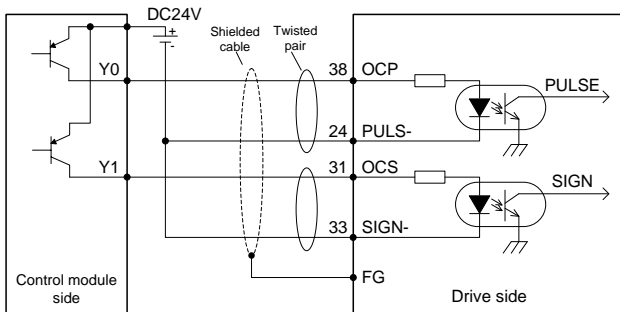 DC24V
+
-
Shielded cable
Twisted pair
Y0
38 OCP
PULSE
24 PULS-
Y1
31 OCS
SIGN
33 SIGN-
FG
Control module side
Drive side